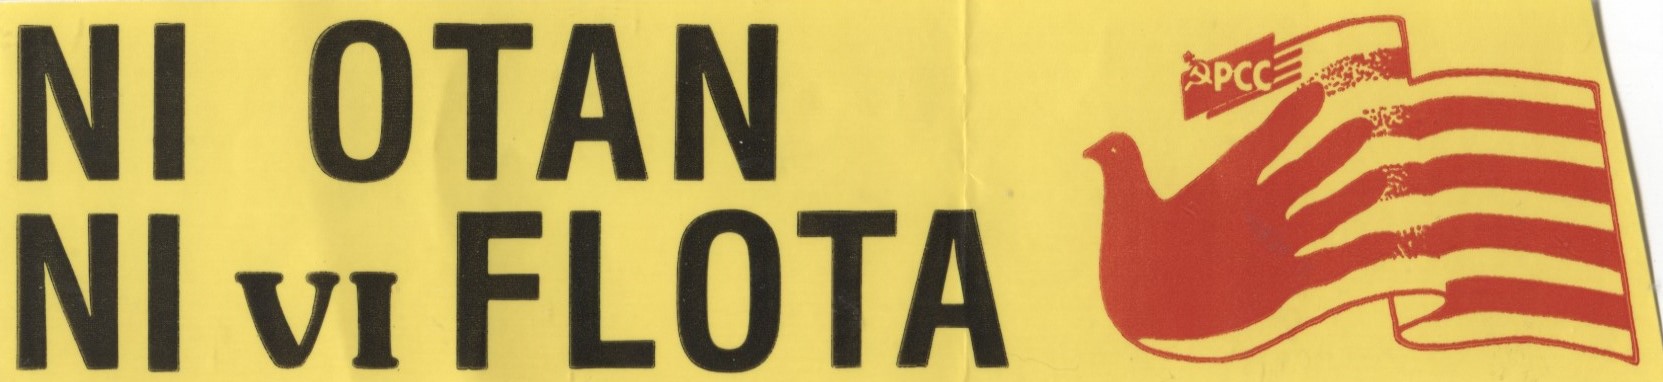 NI OTAN
NI VI FLOTA
PCC